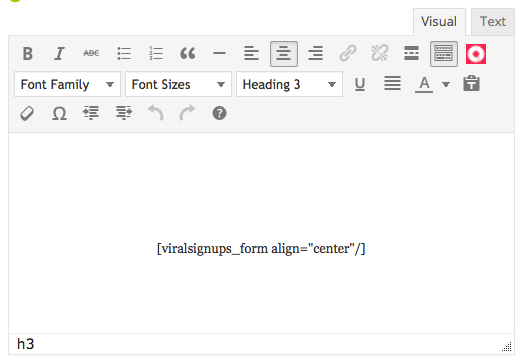 Visual Text
B I ABC
Font Family Font Sizes Heading 3 U A T
Ω ?
[viralsignups_form align="center"/]
h3